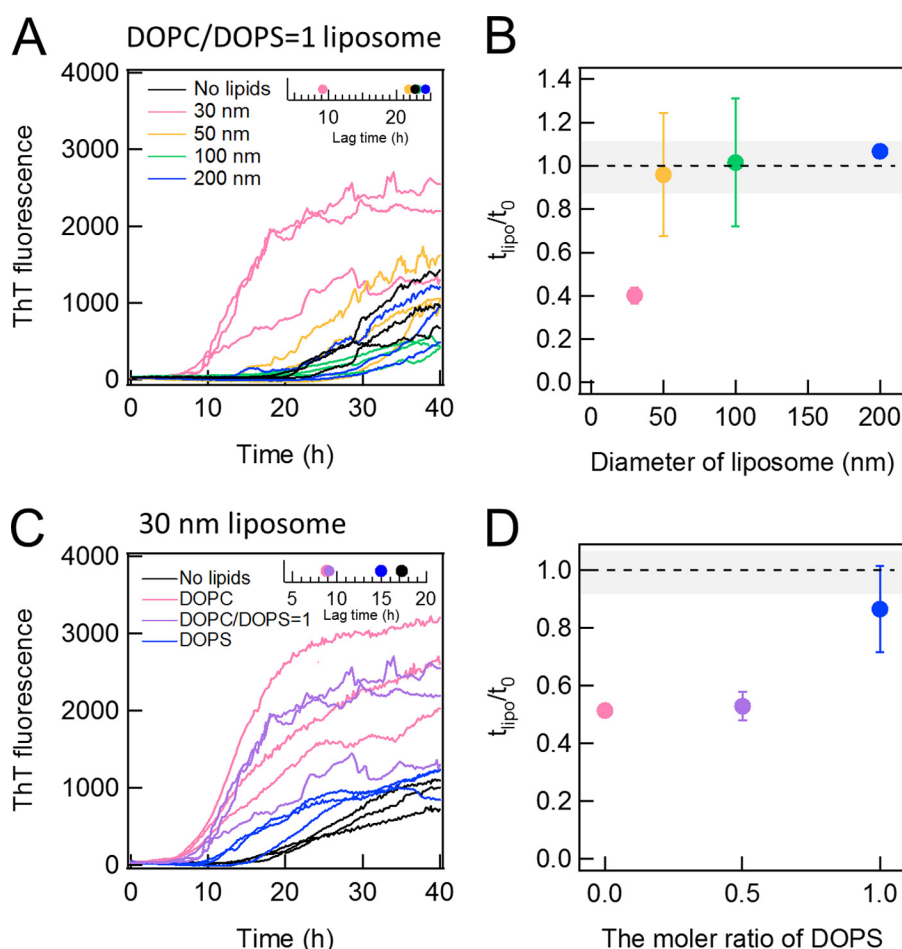 A
DOPC/DOPS=1 liposome
4000
3000
2000
1000
0
ThT fluorescence
No lipids
30 nm
50 nm
100 nm
200 nm
10 20
Lag time (h)
0 10 20 30 40
Time (h)
B
1.4
1.2
1.0
0.8
0.6
0.4
0.2
0.0
tlipo/t0
0 50 100 150 200
Diameter of liposome (nm)
C
30 nm liposome
4000
3000
2000
1000
0
ThT fluorescence
No lipids
DOPC
DOPC/DOPS=1
DOPS
5 10 15 20
Lag time (h)
0 10 20 30 40
Time (h)
D
1.0
0.8
0.6
0.4
0.2
0.0
tlipo/t0
0.0 0.5 1.0
The moler ratio of DOPS